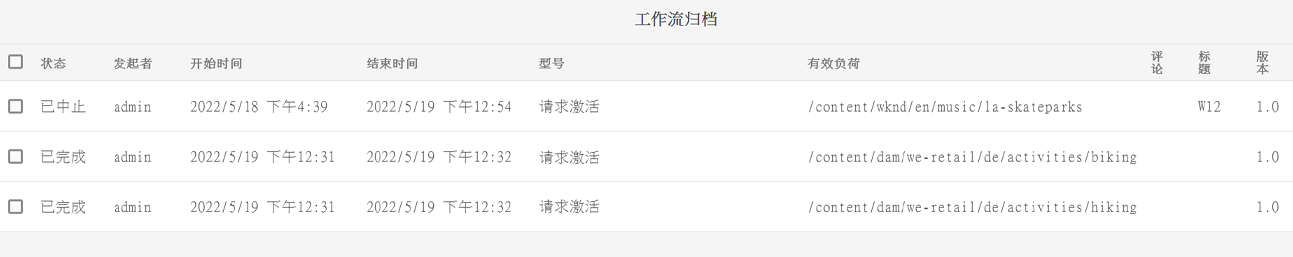 工作流归档
状态 发起者 开始时间 结束时间 型号 有效负荷 评论 标题 版本
已中止 admin 2022/5/18 下午4:39 2022/5/19 下午12:54 请求激活 /content/wknd/en/music/la-skateparks W12 1.0
已完成 admin 2022/5/19 下午12:31 2022/5/19 下午12:32 请求激活 /content/dam/we-retail/de/activities/biking 1.0
已完成 admin 2022/5/19 下午12:31 2022/5/19 下午12:32 请求激活 /content/dam/we-retail/de/activities/hiking 1.0